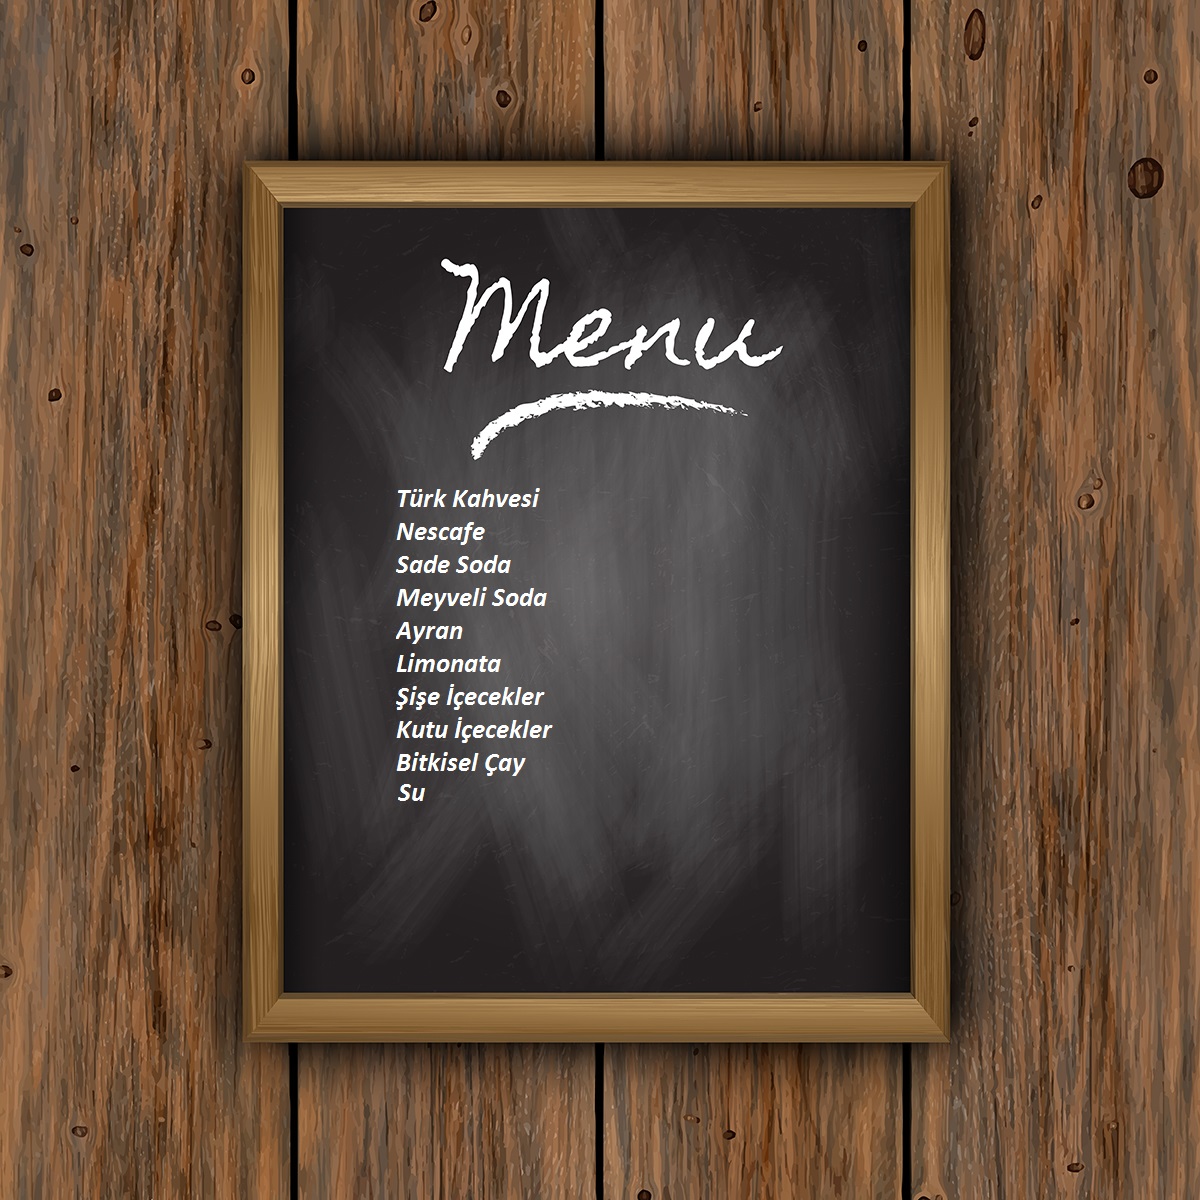 Menu
Türk Kahvesi
Nescafe
Sade Soda
Meyveli Soda
Ayran
Limonata
Şişe İçecekler
Kutu İçecekler
Bitkisel Çay
Su